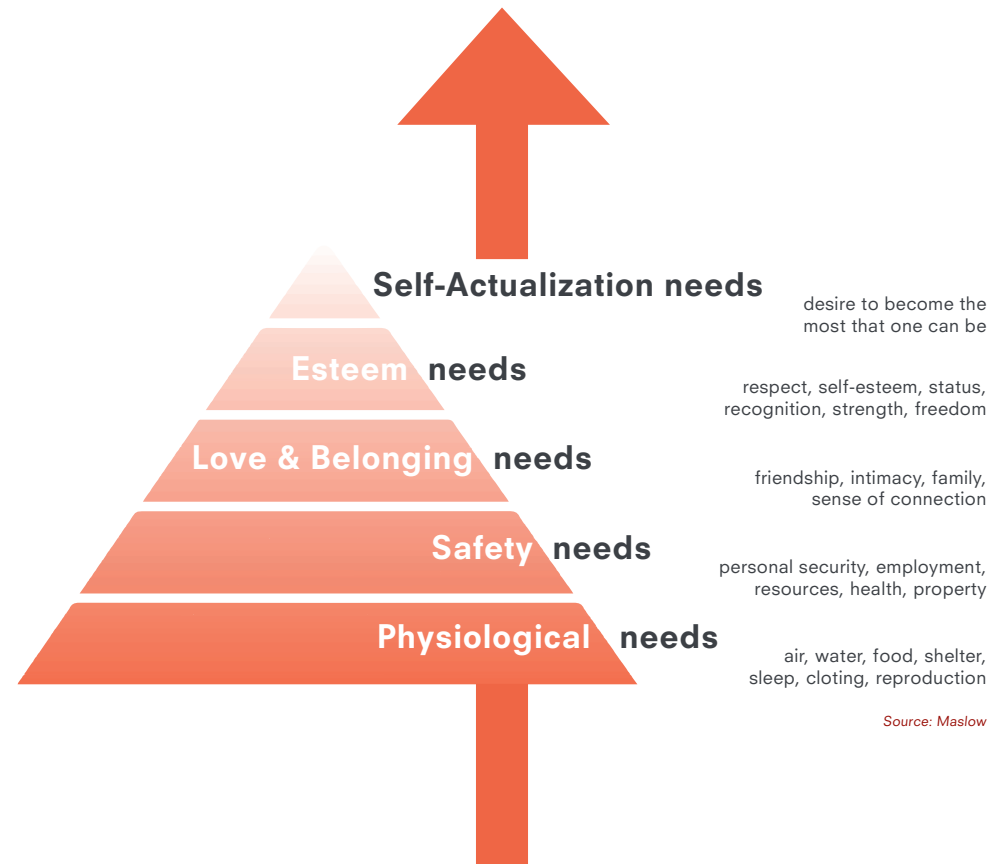 Self-Actualization needs
desire to become the
most that one can be
Esteem needs
respect, self-esteem, status,
recognition, strength, freedom
Love & Belonging needs
friendship, intimacy, family,
sense of connection
Safety needs
personal security, employment,
resources, health, property
Physiological needs
air, water, food, shelter,
sleep, cloting, reproduction
Source: Maslow